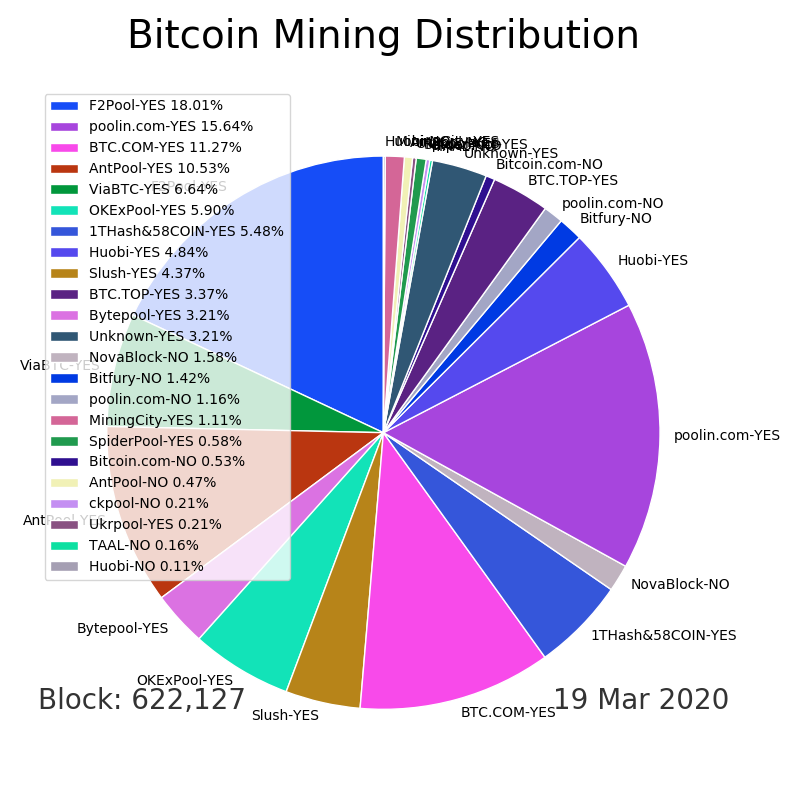 Bitcoin Mining Distribution
F2Pool-YES 18.01%
poolin.com-YES 15.64%
BTC.COM-YES 11.27%
AntPool-YES 10.53%
ViaBTC-YES 6.64%
OKExPool-YES 5.90%
1THash&58COIN-YES 5.48%
Huobi-YES 4.84%
Slush-YES 4.37%
BTC.TOP-YES 3.37%
Bytepool-YES 3.21%
Unknown-YES 3.21%
NovaBlock-NO 1.58%
Bitfury-NO 1.42%
poolin.com-NO 1.16%
MiningCity-YES 1.11%
SpiderPool-YES 0.58%
Bitcoin.com-NO 0.53%
AntPool-NO 0.47%
ckpool-NO 0.21%
Ukrpool-YES 0.21%
TAAL-NO 0.16%
Huobi-NO 0.11%
Unknown-YES
Bitcoin.com-NO
BTC.TOP-YES
poolin.com-NO
Bitfury-NO
Huobi-YES
poolin.com-YES
NovaBlock-NO
1THash&58COIN-YES
BTC.COM-YES
Slush-YES
OKExPool-YES
Bytepool-YES
AntPool-YES
ViaBTC-YES
F2Pool-YES
Block: 622,127
19 Mar 2020